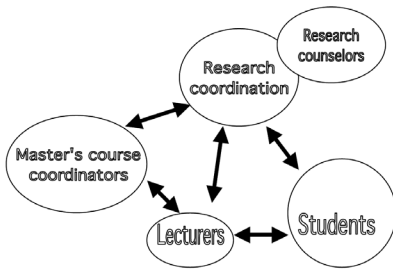 Research
counselors
Research
coordination
Master's course
coordinators
Lecturers
Students